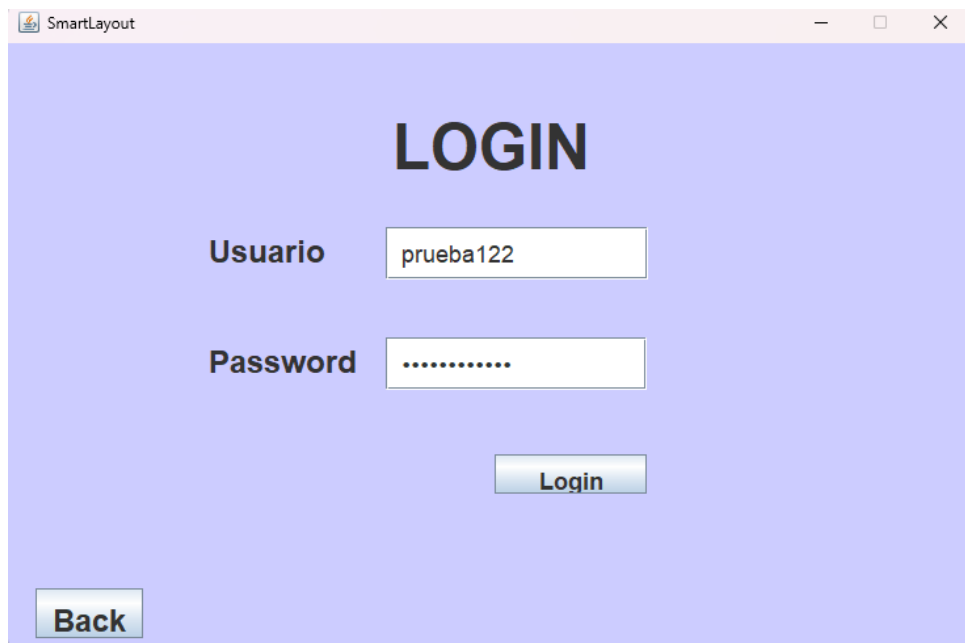 SmartLayout
LOGIN
Usuario prueba122
Password ••••••••••••
Login
Back